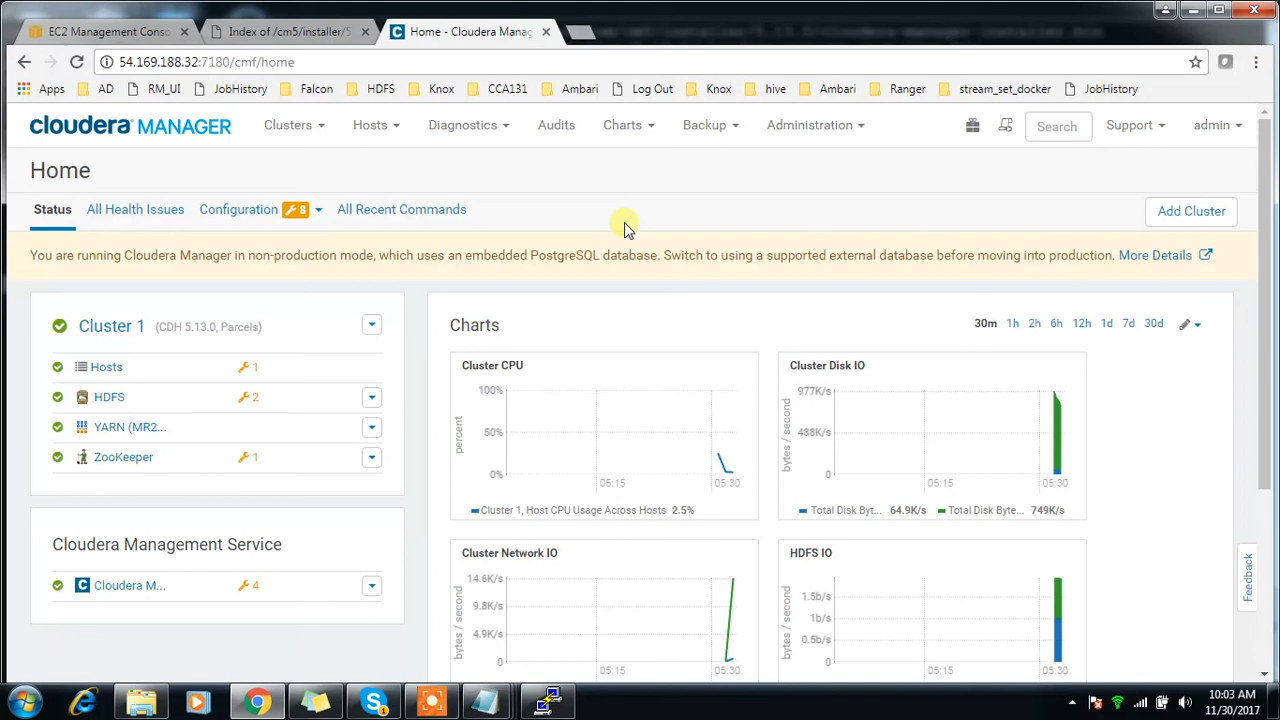 EC2 Management Conso
Index of /cm5/installer/5
Home - Cloudera Manag
54.169.188.32:7180/cmf/home
Apps AD RM_UI JobHistory Falcon HDFS Knox CCA131 Ambari Log Out Knox hive Ambari Ranger stream_set_docker JobHistory
cloudera MANAGER Clusters Hosts Diagnostics Audits Charts Backup Administration Search Support admin
Home
Status All Health Issues Configuration 8 All Recent Commands Add Cluster
You are running Cloudera Manager in non-production mode, which uses an embedded PostgreSQL database. Switch to using a supported external database before moving into production. More Details
Cluster 1 (CDH 5.13.0, Parcels)
Hosts 1
HDFS 2
YARN (MR2...
ZooKeeper 1
Cloudera Management Service
Cloudera M... 4
Charts 30m 1h 2h 6h 12h 1d 7d 30d
Cluster CPU
percent
100%
50%
0%
05:15 05:30
Cluster 1, Host CPU Usage Across Hosts 2.5%
Cluster Disk IO
bytes / second
977K/s
488K/s
0
05:15 05:30
Total Disk Byt... 64.9K/s Total Disk Byte... 749K/s
Cluster Network IO
bytes / second
14.6K/s
9.8K/s
4.9K/s
0
05:15 05:30
HDFS IO
bytes / second
1.5b/s
1b/s
0.5b/s
0
05:15 05:30
Feedback
10:03 AM
11/30/2017